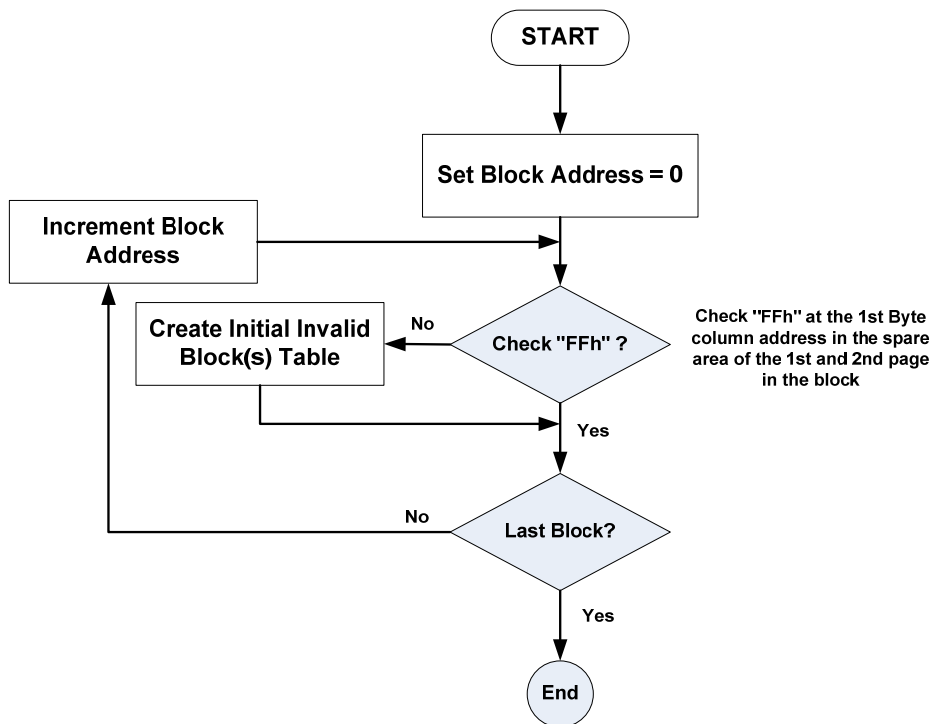 START
Set Block Address = 0
Increment Block
Address
Create Initial Invalid
Block(s) Table
No
Check "FFh" ?
Check "FFh" at the 1st Byte
column address in the spare
area of the 1st and 2nd page
in the block
Yes
No
Last Block?
Yes
End